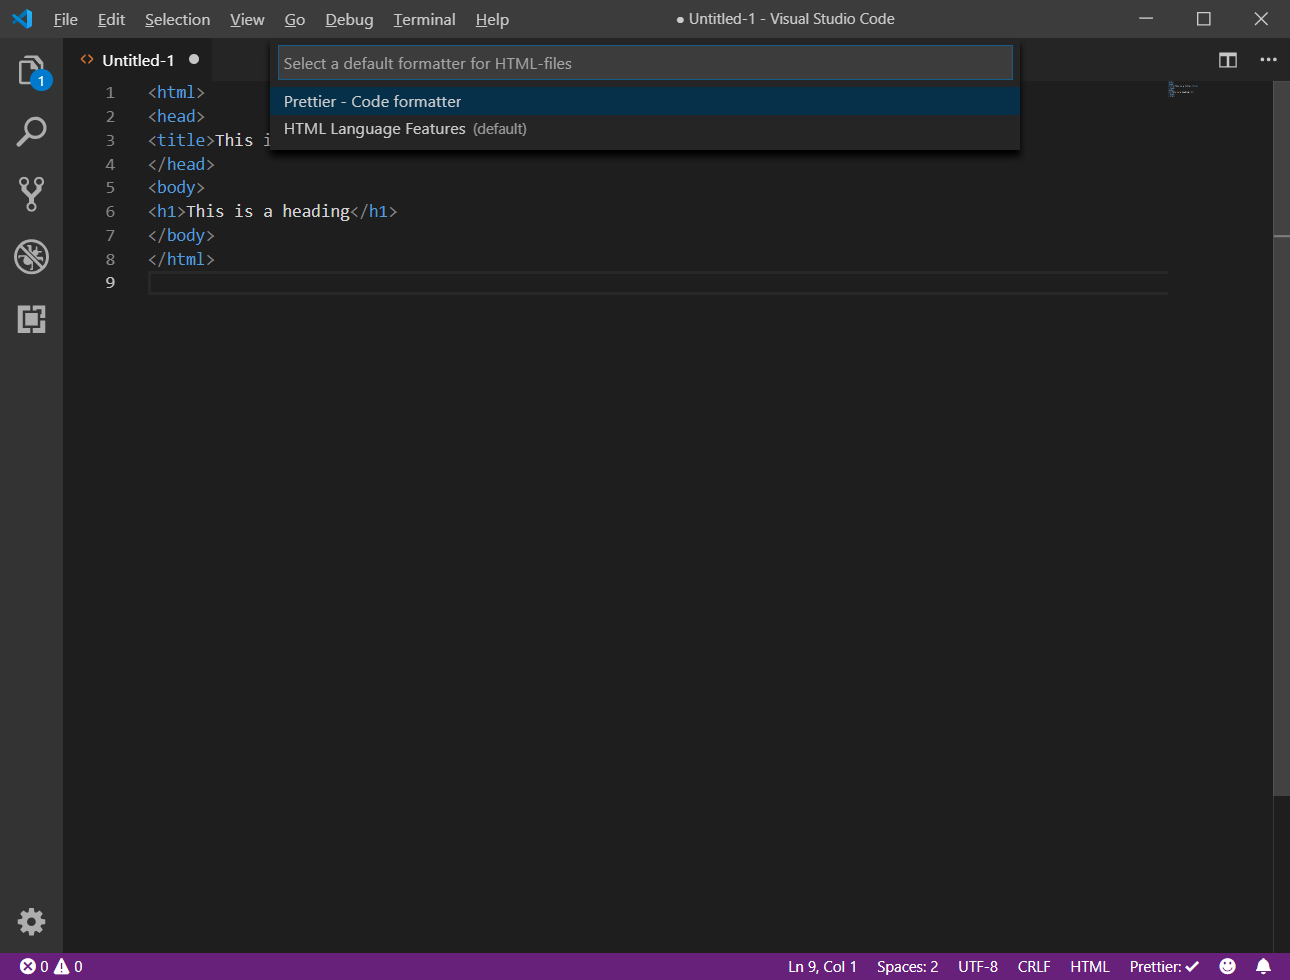 File Edit Selection View Go Debug Terminal Help ● Untitled-1 - Visual Studio Code
1
<> Untitled-1 ●
Select a default formatter for HTML-files
Prettier - Code formatter
HTML Language Features (default)
1 <html>
2 <head>
3 <title>This i
4 </head>
5 <body>
6 <h1>This is a heading</h1>
7 </body>
8 </html>
9
0 0 Ln 9, Col 1 Spaces: 2 UTF-8 CRLF HTML Prettier: ✓